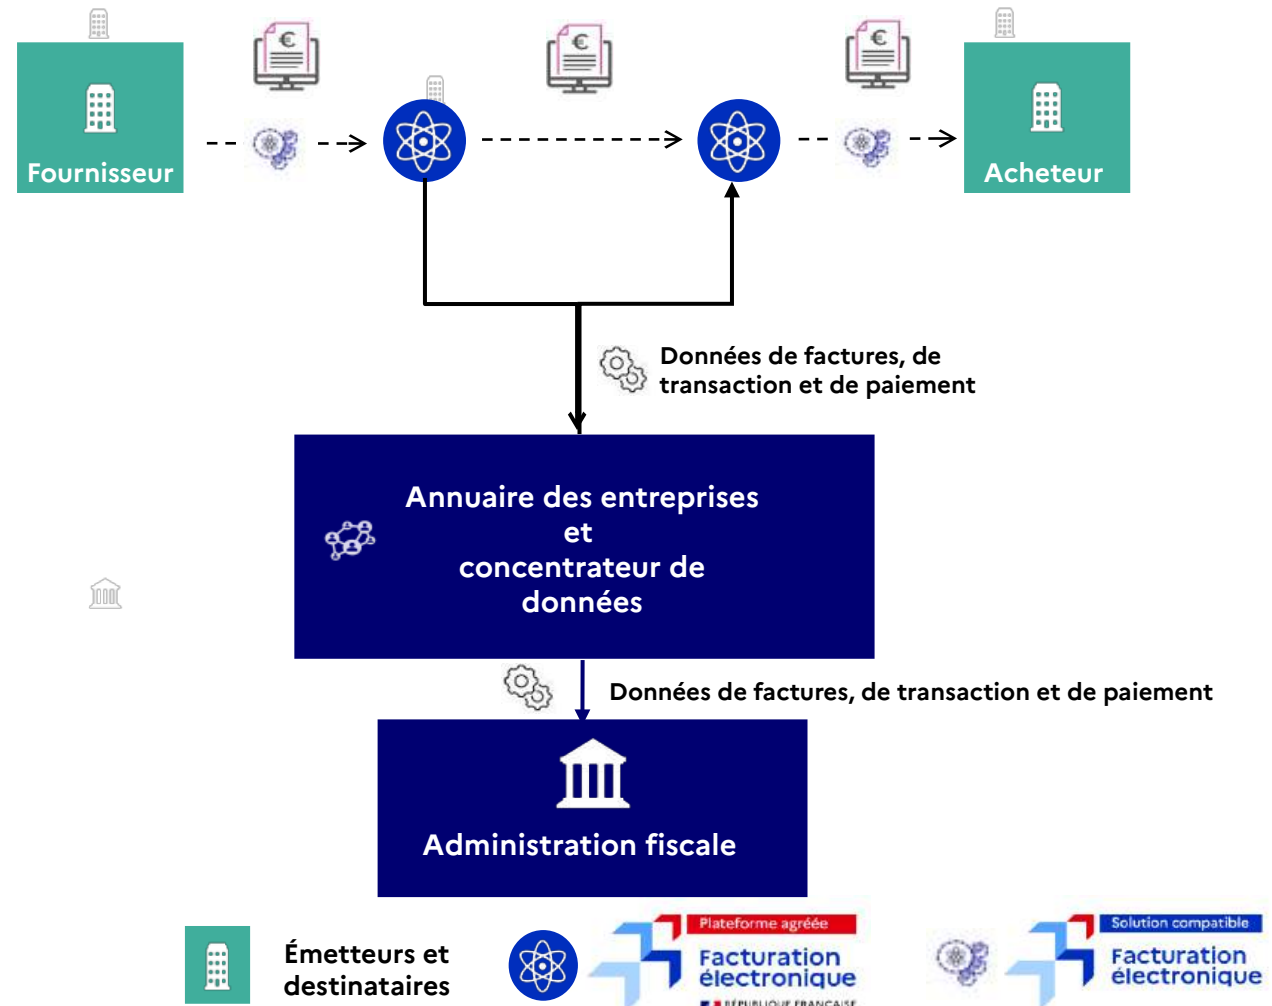 €
€
€
Fournisseur
Acheteur
Données de factures, de
transaction et de paiement
Annuaire des entreprises
et
concentrateur de
données
Données de factures, de transaction et de paiement
Administration fiscale
Émetteurs et
destinataires
Plateforme agréée
Facturation
électronique
RÉPUBLIQUE FRANÇAISE
Solution compatible
Facturation
électronique